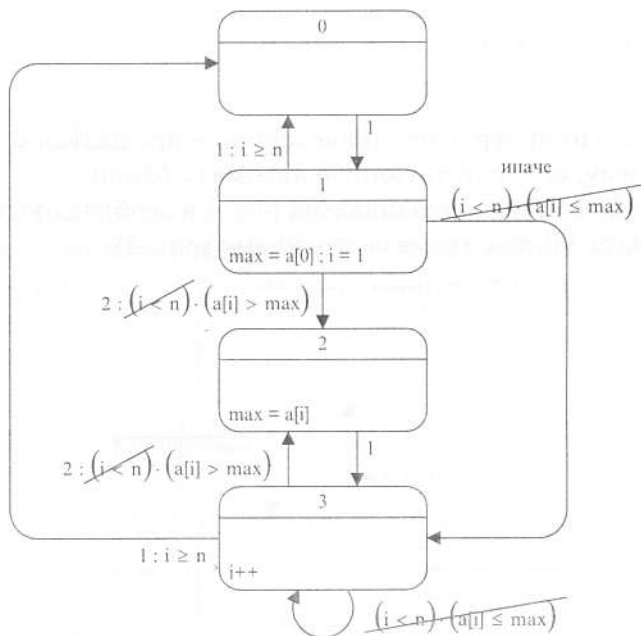 0
1
1 : i ≥ n
иначе
1
(i < n) · (a[i] ≤ max)
max = a[0] ; i = 1
2 : (i < n) · (a[i] > max)
2
max = a[i]
1
2 : (i < n) · (a[i] > max)
3
1 : i ≥ n
i++
(i < n) · (a[i] ≤ max)